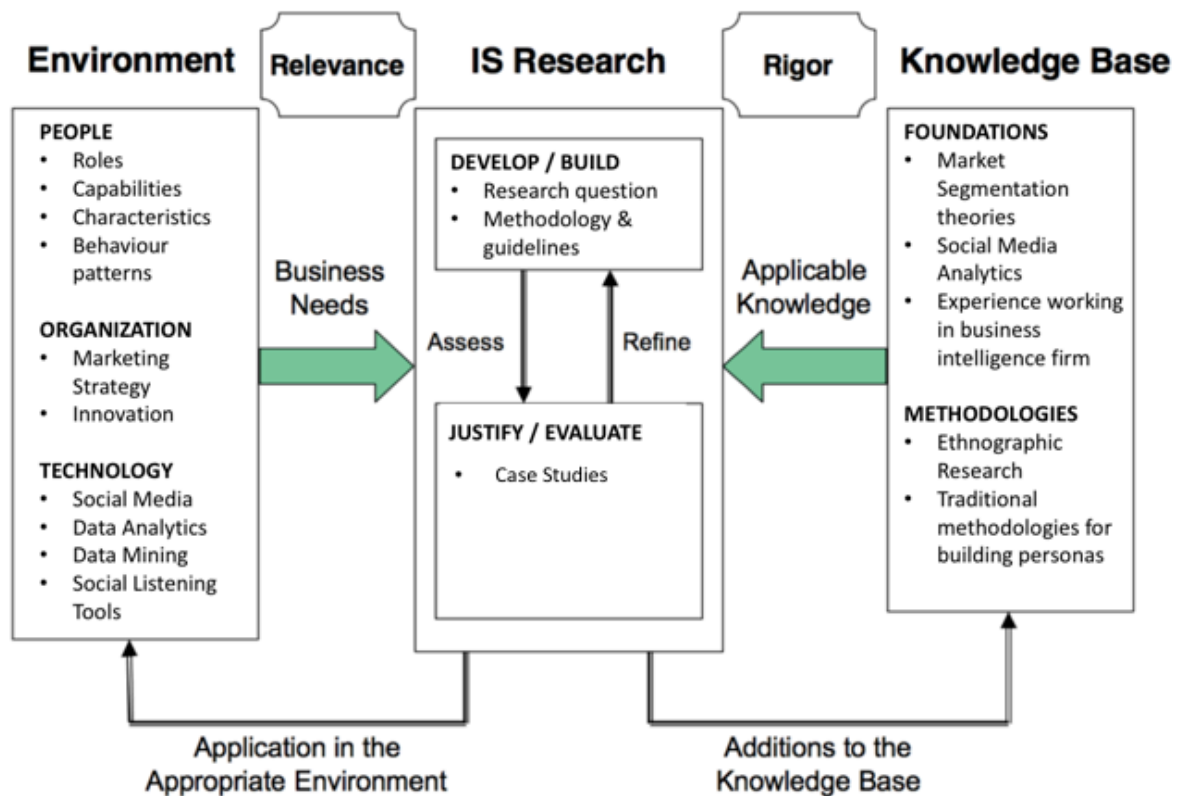 Environment
Relevance
IS Research
Rigor
Knowledge Base
PEOPLE
• Roles
• Capabilities
• Characteristics
• Behaviour
patterns
ORGANIZATION
• Marketing
Strategy
• Innovation
TECHNOLOGY
• Social Media
• Data Analytics
• Data Mining
• Social Listening
Tools
Business
Needs
DEVELOP / BUILD
• Research question
• Methodology &
guidelines
Assess
Refine
JUSTIFY / EVALUATE
• Case Studies
Applicable
Knowledge
FOUNDATIONS
• Market
Segmentation
theories
• Social Media
Analytics
• Experience working
in business
intelligence firm
METHODOLOGIES
• Ethnographic
Research
• Traditional
methodologies for
building personas
Application in the
Appropriate Environment
Additions to the
Knowledge Base